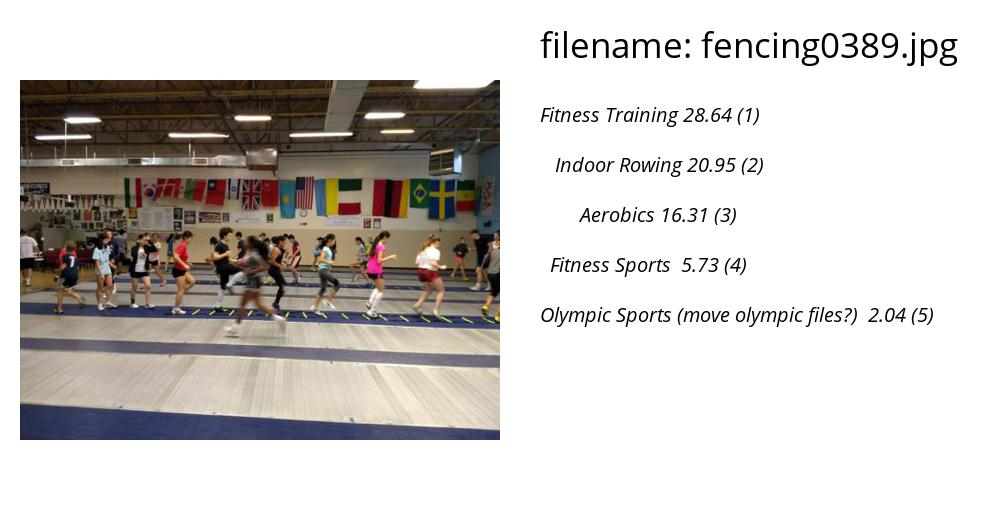 filename: fencing0389.jpg
Fitness Training 28.64 (1)
Indoor Rowing 20.95 (2)
Aerobics 16.31 (3)
Fitness Sports 5.73 (4)
Olympic Sports (move olympic files?) 2.04 (5)